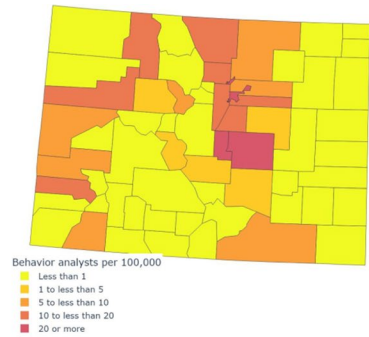 Behavior analysts per 100,000
Less than 1
1 to less than 5
5 to less than 10
10 to less than 20
20 or more